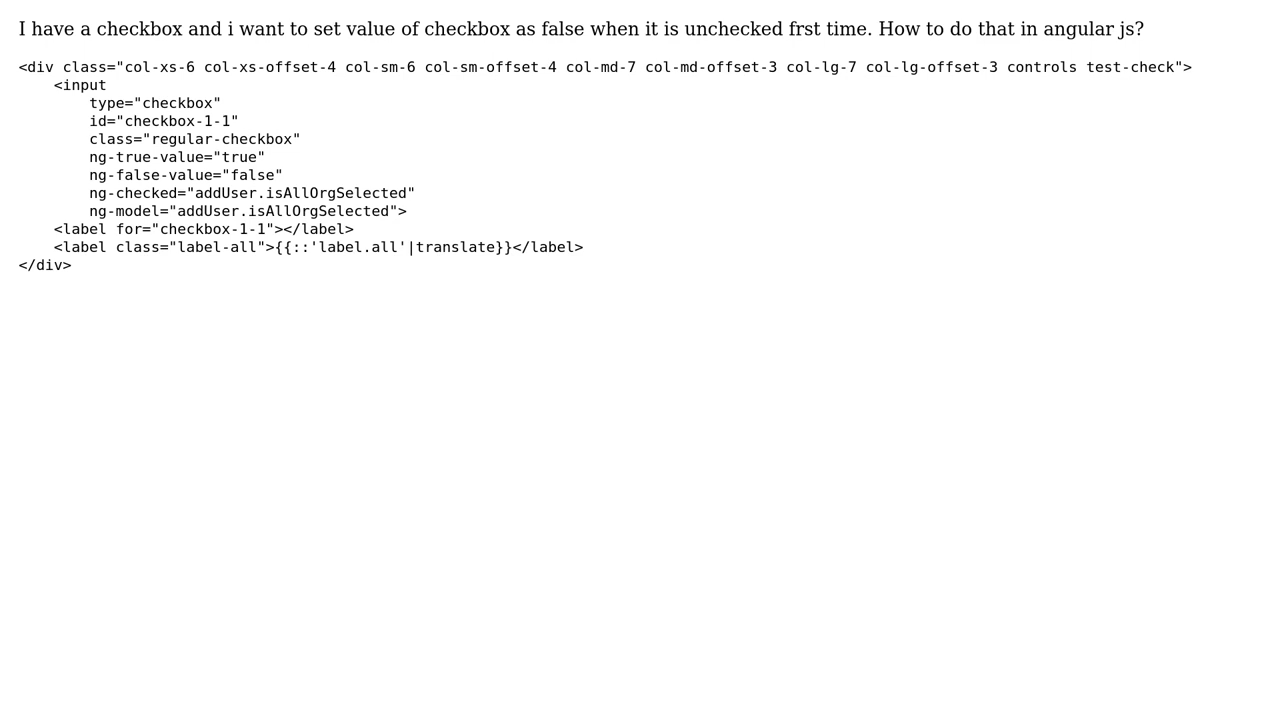 I have a checkbox and i want to set value of checkbox as false when it is unchecked frst time. How to do that in angular js?
<div class="col-xs-6 col-xs-offset-4 col-sm-6 col-sm-offset-4 col-md-7 col-md-offset-3 col-lg-7 col-lg-offset-3 controls test-check">
    <input
        type="checkbox"
        id="checkbox-1-1"
        class="regular-checkbox"
        ng-true-value="true"
        ng-false-value="false"
        ng-checked="addUser.isAllOrgSelected"
        ng-model="addUser.isAllOrgSelected">
    <label for="checkbox-1-1"></label>
    <label class="label-all">{{::'label.all'|translate}}</label>
</div>